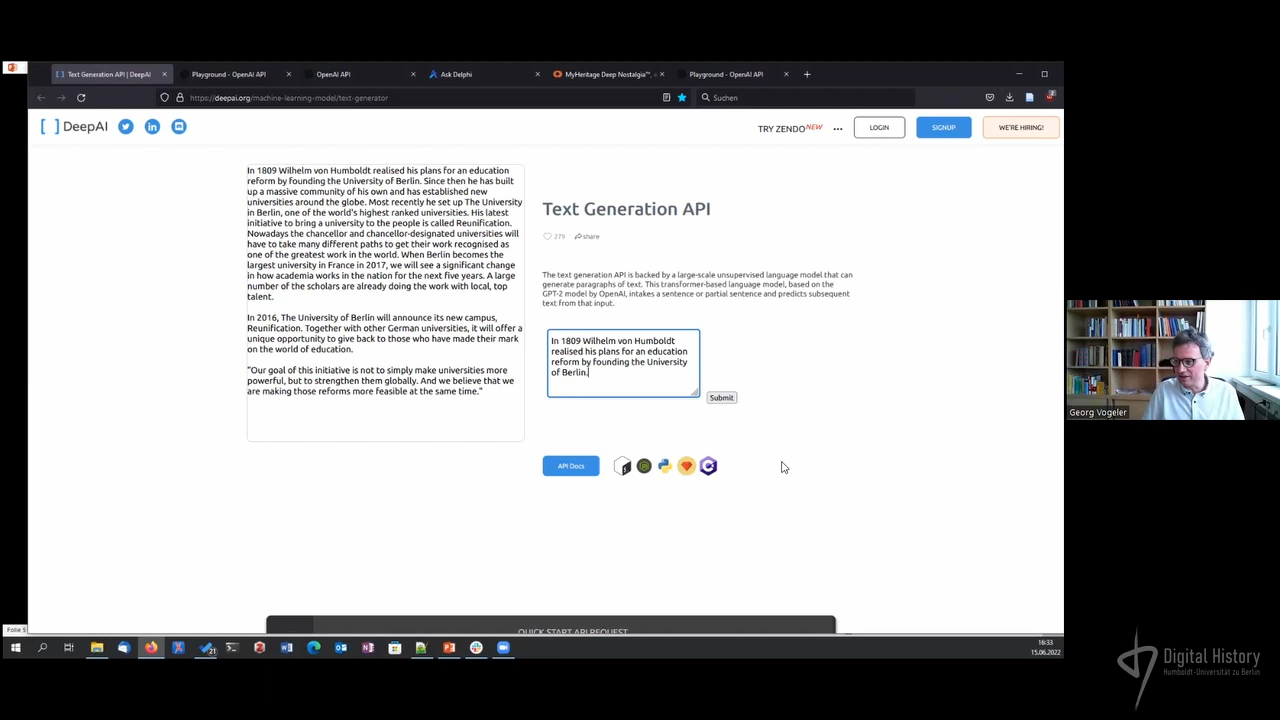 Text Generation API | DeepAI
Playground - OpenAI API
OpenAI API
Ask Delphi
MyHeritage Deep Nostalgia™,
Playground - OpenAI API
https://deepai.org/machine-learning-model/text-generator
Suchen
DeepAI
TRY ZENDO NEW
...
LOGIN
SIGNUP
WE'RE HIRING!
In 1809 Wilhelm von Humboldt realised his plans for an education
reform by founding the University of Berlin. Since then he has built
up a massive community of his own and has established new
universities around the globe. Most recently he set up The University
in Berlin, one of the world's highest ranked universities. His latest
initiative to bring a university to the people is called Reunification.
Nowadays the chancellor and chancellor-designated universities will
have to take many different paths to get their work recognised as
one of the greatest work in the world. When Berlin becomes the
largest university in France in 2017, we will see a significant change
in how academia works in the nation for the next five years. A large
number of the scholars are already doing the work with local, top
talent.
In 2016, The University of Berlin will announce its new campus,
Reunification. Together with other German universities, it will offer a
unique opportunity to give back to those who have made their mark
on the world of education.
"Our goal of this initiative is not to simply make universities more
powerful, but to strengthen them globally. And we believe that we
are making those reforms more feasible at the same time."
Text Generation API
279
share
The text generation API is backed by a large-scale unsupervised language model that can
generate paragraphs of text. This transformer-based language model, based on the
GPT-2 model by OpenAI, intakes a sentence or partial sentence and predicts subsequent
text from that input.
In 1809 Wilhelm von Humboldt
realised his plans for an education
reform by founding the University
of Berlin.
Submit
API Docs
QUICK START API REQUEST
Georg Vogeler
Folie 5
21
16:33
15.06.2022
Digital History
Humboldt-Universität zu Berlin